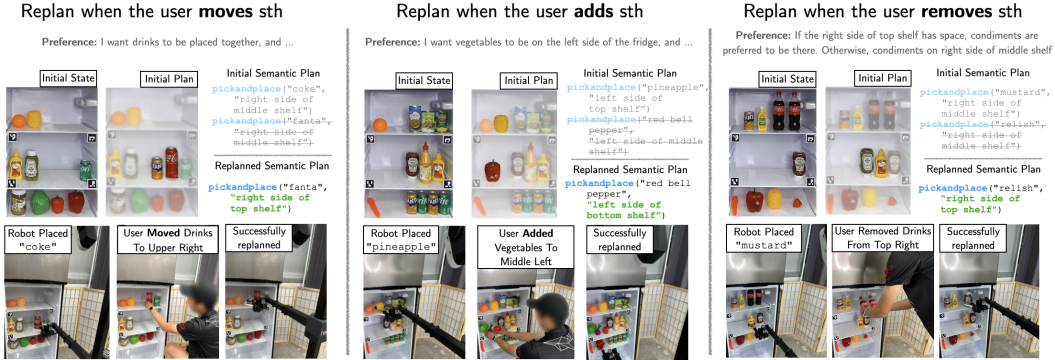 Replan when the user moves sth
Preference: I want drinks to be placed together, and ...
Initial State
Initial Plan
Initial Semantic Plan
pickandplace("coke",
"right side of
middle shelf")
pickandplace("fanta",
"right side of
middle shelf")
Replanned Semantic Plan
pickandplace("fanta",
"right side of
top shelf")
Robot Placed
"coke"
User Moved Drinks
To Upper Right
Successfully
replanned
Replan when the user adds sth
Preference: I want vegetables to be on the left side of the fridge, and ...
Initial State
Initial Plan
Initial Semantic Plan
pickandplace("pineapple",
"left side of
top shelf")
pickandplace("red bell
pepper",
"left side of middle
shelf")
Replanned Semantic Plan
pickandplace("red bell
pepper",
"left side of
bottom shelf")
Robot Placed
"pineapple"
User Added
Vegetables To
Middle Left
Successfully
replanned
Replan when the user removes sth
Preference: If the right side of top shelf has space, condiments are
preferred to be there. Otherwise, condiments on right side of middle shelf
Initial State
Initial Plan
Initial Semantic Plan
pickandplace("mustard",
"right side of
middle shelf")
pickandplace("relish",
"right side of
middle shelf")
Replanned Semantic Plan
pickandplace("relish",
"right side of
top shelf")
Robot Placed
"mustard"
User Removed Drinks
From Top Right
Successfully
replanned